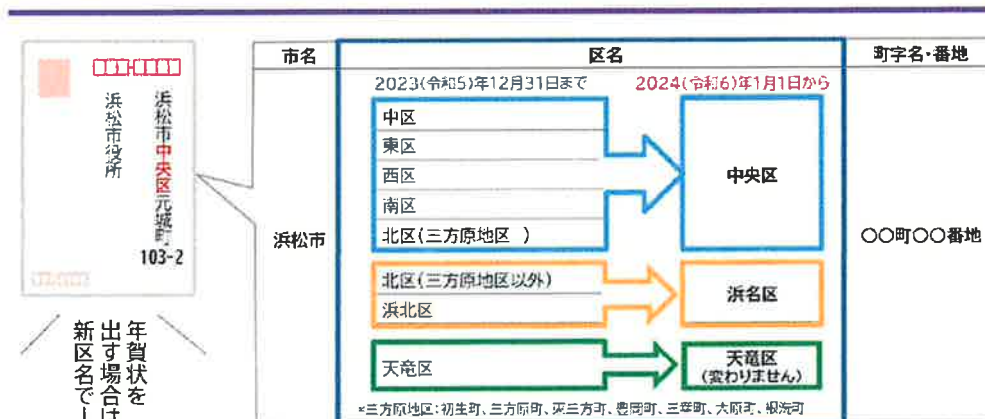 浜松市中央区元城町
103-2
浜松市役所
年賀状を
出す場合は
新区名で
市名
区名
町字名・番地
2023(令和5)年12月31日まで
2024(令和6)年1月1日から
中区
東区
西区
南区
北区(三方原地区 )
中央区
浜松市
〇〇町〇〇番地
北区(三方原地区以外)
浜北区
浜名区
天竜区
天竜区
(変わりません)
*三方原地区:初生町、三方原町、東三方町、豊岡町、三幸町、大原町、根洗町